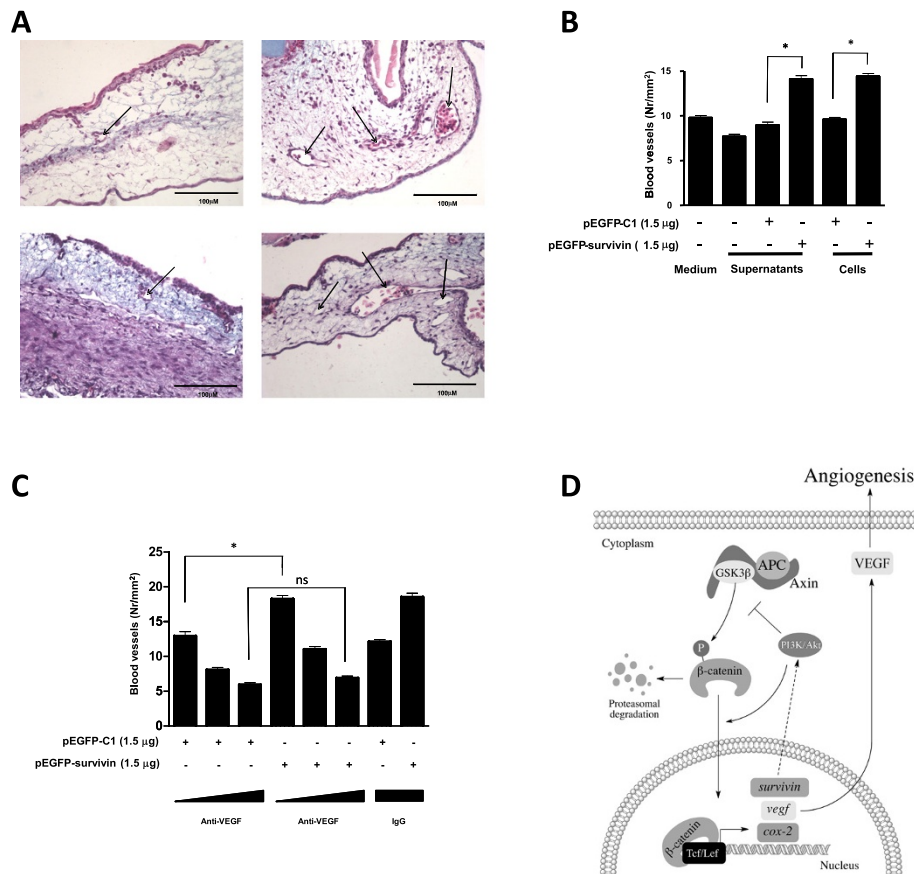 A
100μM
100μM
100μM
100μM
B
*
*
Blood vessels (Nr/mm²)
15
10
5
0
pEGFP-C1 (1.5 μg) - - + - + -
pEGFP-survivin ( 1.5 μg) - - - + - +
Medium Supernatants Cells
C
*
ns
Blood vessels (Nr/mm²)
25
20
15
10
5
0
pEGFP-C1 (1.5 μg) + + + - - - + -
pEGFP-survivin (1.5 μg) - - - + + + - +
Anti-VEGF Anti-VEGF IgG
D
Angiogenesis
Cytoplasm
VEGF
GSK3β APC
Axin
P
PI3K/Akt
β-catenin
Proteasomal
degradation
survivin
vegf
cox-2
β-catenin
Tcf/Lef
Nucleus